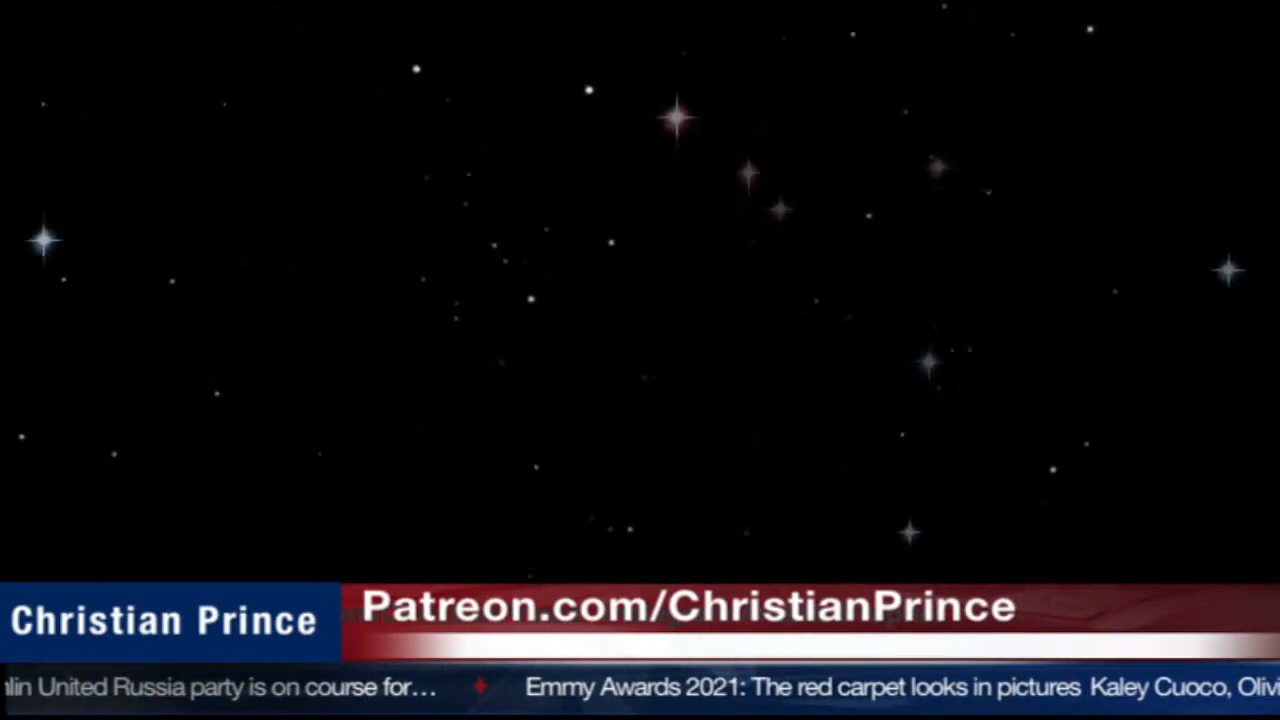 Christian Prince
Patreon.com/ChristianPrince
United Russia party is on course for... Emmy Awards 2021: The red carpet looks in pictures Kaley Cuoco,